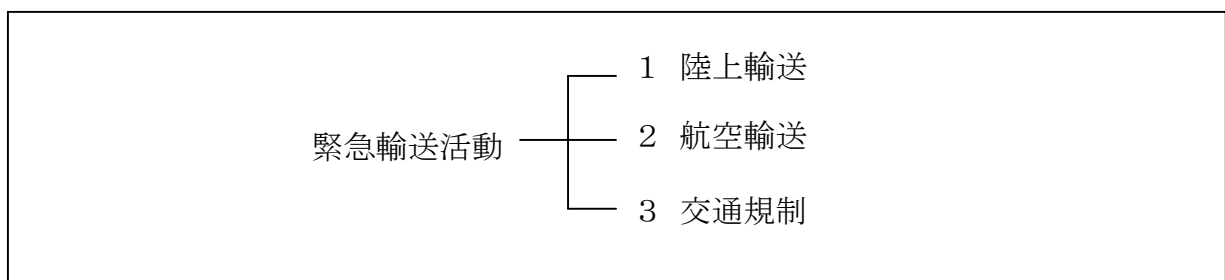 緊急輸送活動
１ 陸上輸送
２ 航空輸送
３ 交通規制